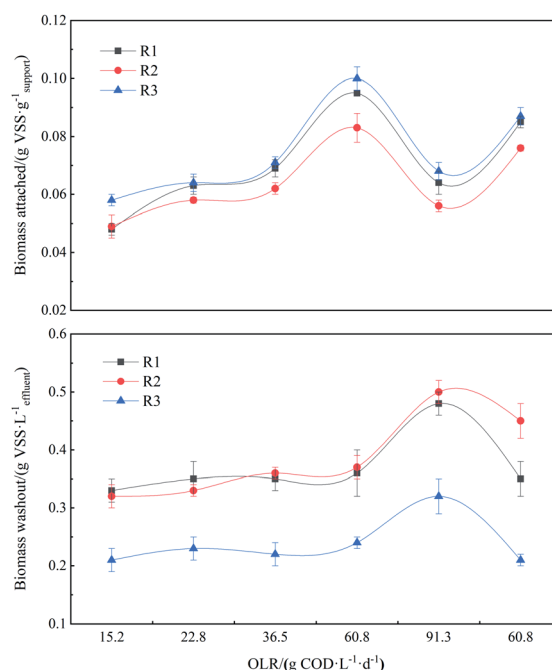 0.12
0.10
0.08
0.06
0.04
0.02
Biomass attached/(g VSS·g⁻¹support)
R1
R2
R3
0.6
0.5
0.4
0.3
0.2
0.1
Biomass washout/(g VSS·L⁻¹effluent)
R1
R2
R3
15.2 22.8 36.5 60.8 91.3 60.8
OLR/(g COD·L⁻¹·d⁻¹)